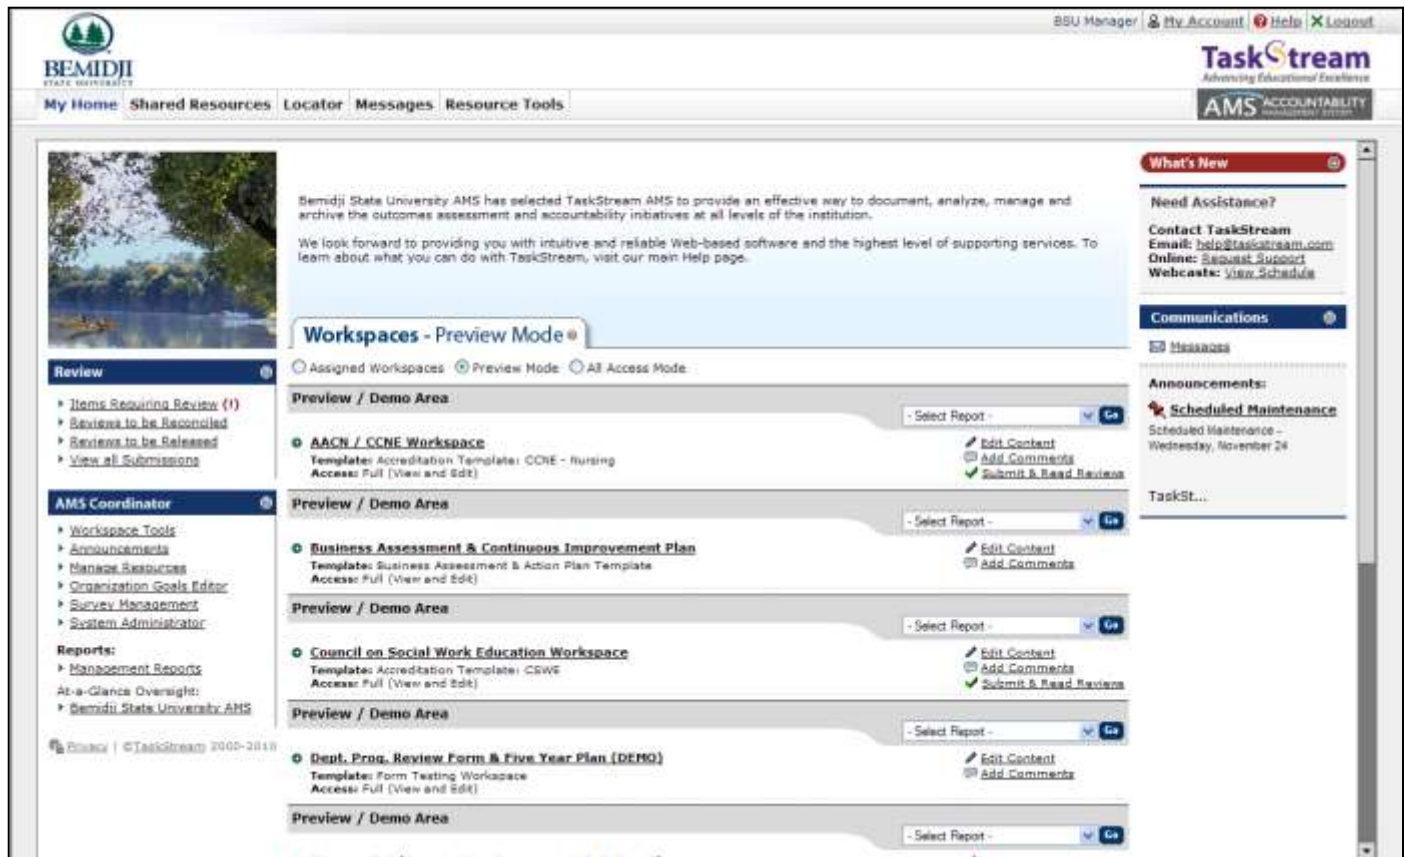 BSU Manager My Account Help Logout
BEMIDJI
STATE UNIVERSITY
TaskStream
Advancing Educational Excellence
My Home Shared Resources Locator Messages Resource Tools
AMS ACCOUNTABILITY
MANAGEMENT SYSTEM
Bemidji State University AMS has selected TaskStream AMS to provide an effective way to document, analyze, manage and
archive the outcomes assessment and accountability initiatives at all levels of the institution.
We look forward to providing you with intuitive and reliable Web-based software and the highest level of supporting services. To
learn about what you can do with TaskStream, visit our main Help page.
Workspaces - Preview Mode
Assigned Workspaces Preview Mode All Access Mode
Review
Items Requiring Review (!)
Reviews to be Reconciled
Reviews to be Released
View all Submissions
AMS Coordinator
Workspace Tools
Announcements
Manage Resources
Organization Goals Editor
Survey Management
System Administrator
Reports:
Management Reports
At-a-Glance Oversight:
Bemidji State University AMS
Privacy | ©TaskStream 2000-2010
Preview / Demo Area
- Select Report - Go
AACN / CCNE Workspace
Template: Accreditation Template: CCNE - Nursing
Access: Full (View and Edit)
Edit Content
Add Comments
Submit & Read Reviews
Preview / Demo Area
- Select Report - Go
Business Assessment & Continuous Improvement Plan
Template: Business Assessment & Action Plan Template
Access: Full (View and Edit)
Edit Content
Add Comments
Preview / Demo Area
- Select Report - Go
Council on Social Work Education Workspace
Template: Accreditation Template: CSWE
Access: Full (View and Edit)
Edit Content
Add Comments
Submit & Read Reviews
Preview / Demo Area
- Select Report - Go
Dept. Prog. Review Form & Five Year Plan (DEMO)
Template: Form Testing Workspace
Access: Full (View and Edit)
Edit Content
Add Comments
Preview / Demo Area
- Select Report - Go
What's New
Need Assistance?
Contact TaskStream
Email: help@taskstream.com
Online: Request Support
Webcasts: View Schedule
Communications
Messages
Announcements:
Scheduled Maintenance
Scheduled Maintenance -
Wednesday, November 24
TaskSt...